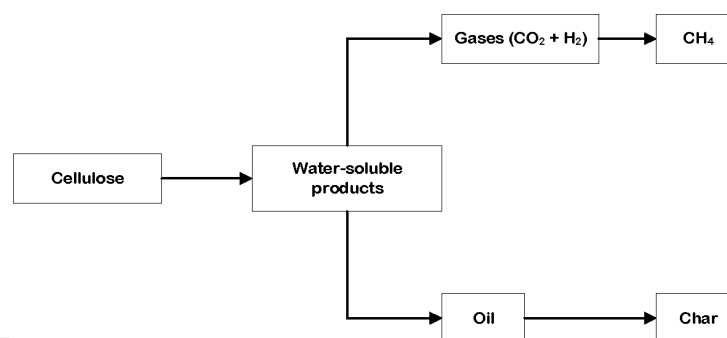 Gases (CO₂ + H₂)
CH₄
Cellulose
Water-soluble
products
Oil
Char